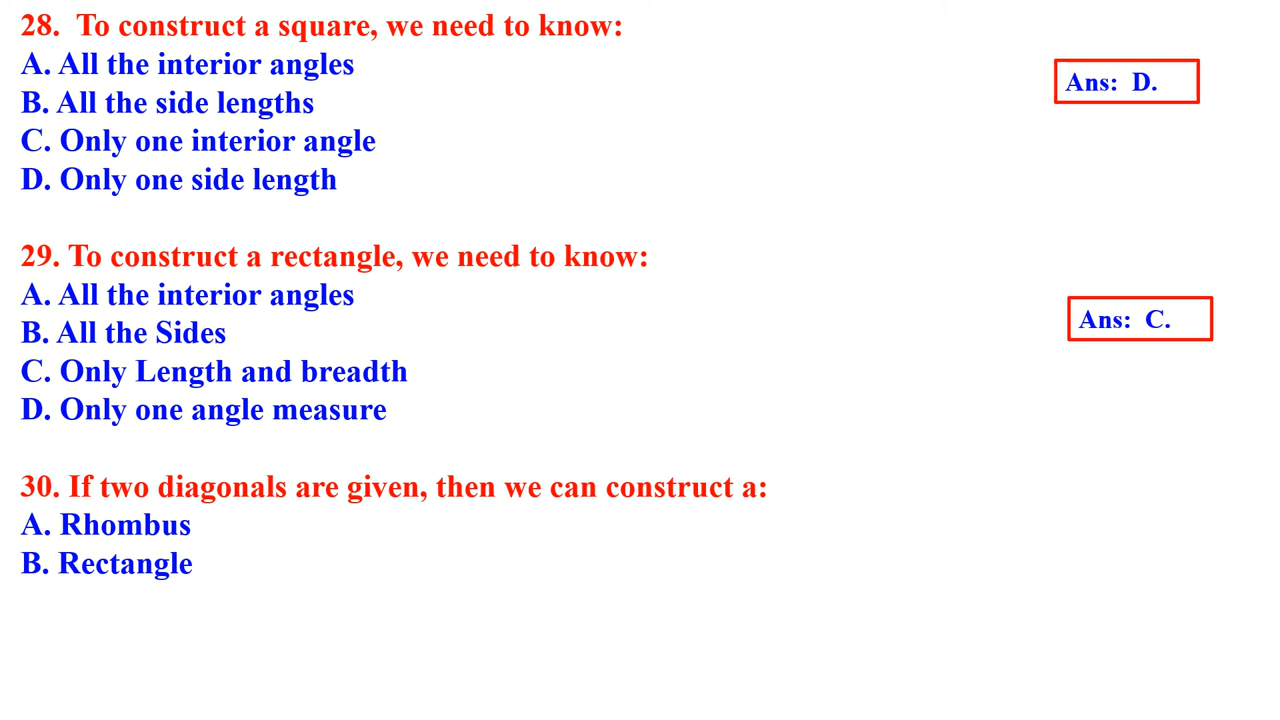 28.  To construct a square, we need to know:
A. All the interior angles
Ans:  D.
B. All the side lengths
C. Only one interior angle
D. Only one side length
29. To construct a rectangle, we need to know:
A. All the interior angles
Ans:  C.
B. All the Sides
C. Only Length and breadth
D. Only one angle measure
30. If two diagonals are given, then we can construct a:
A. Rhombus
B. Rectangle